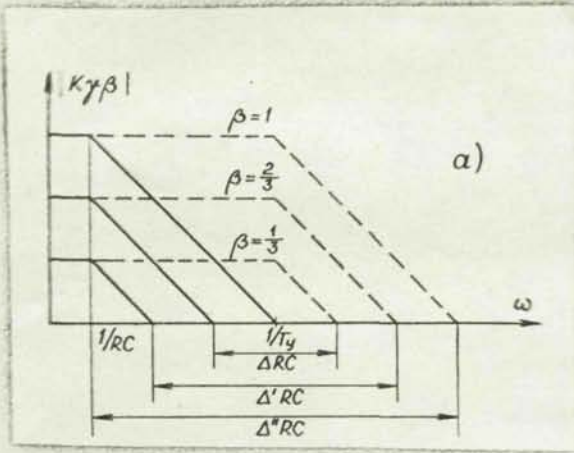 |Kγβ|
β=1
а)
β=2/3
β=1/3
ω
1/RC
1/Tу
ΔRC
Δ'RC
Δ"RC